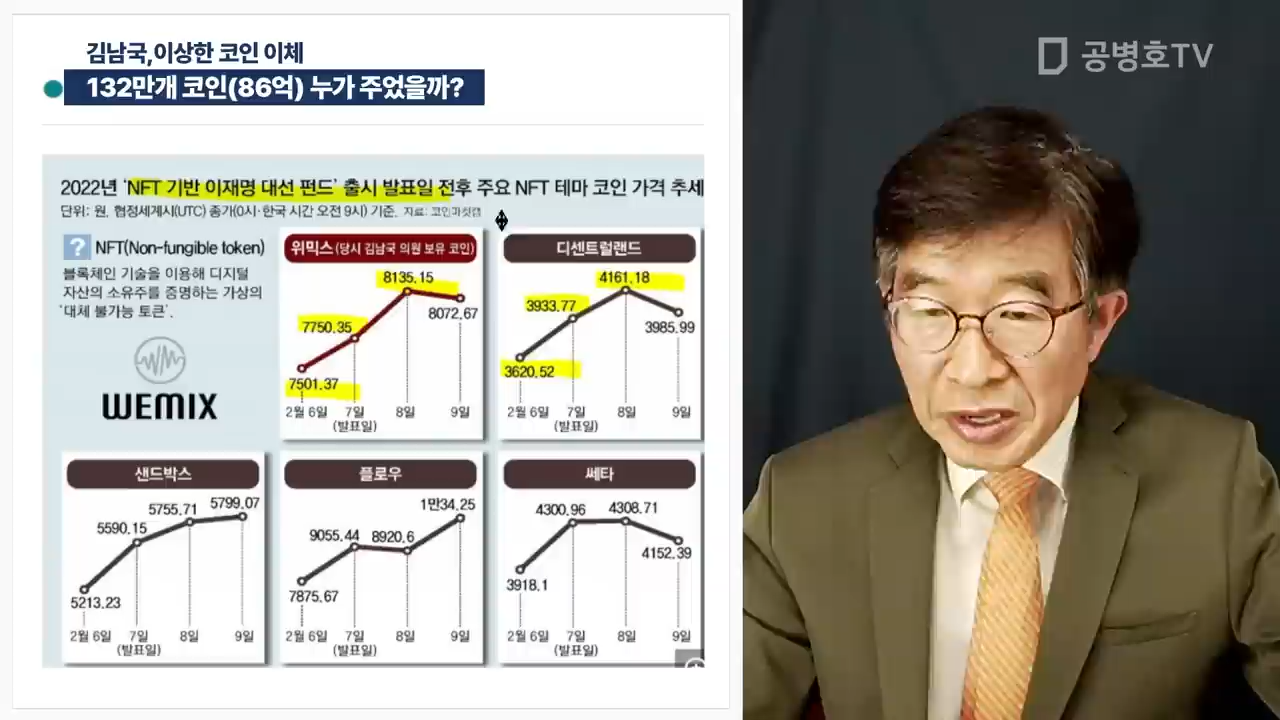 김남국,이상한 코인 이체
132만개 코인(86억) 누가 주었을까?
공병호TV
2022년 'NFT 기반 이재명 대선 펀드' 출시 발표일 전후 주요 NFT 테마 코인 가격 추세
단위: 원, 협정세계시(UTC) 종가(0시·한국 시간 오전 9시) 기준, 자료: 코인마켓캡
? NFT(Non-fungible token)
블록체인 기술을 이용해 디지털
자산의 소유주를 증명하는 가상의
'대체 불가능 토큰'.
WEMIX
위믹스(당시 김남국 의원 보유 코인)
8135.15
7750.35
8072.67
7501.37
2월 6일 7일 8일 9일
(발표일)
디센트럴랜드
4161.18
3933.77
3985.99
3620.52
2월 6일 7일 8일 9일
(발표일)
샌드박스
5755.71 5799.07
5590.15
5213.23
2월 6일 7일 8일 9일
(발표일)
플로우
1만34.25
9055.44 8920.6
7875.67
2월 6일 7일 8일 9일
(발표일)
쎄타
4300.96 4308.71
4152.39
3918.1
2월 6일 7일 8일 9일
(발표일)